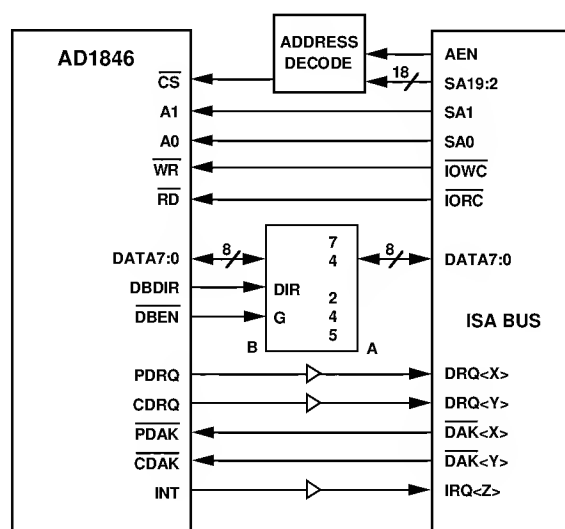 AD1846
ADDRESS
DECODE
AEN
CS
18
SA19:2
A1
SA1
A0
SA0
WR
IOWC
RD
IORC
DATA7:0
8
7
4
8
DATA7:0
DBDIR
DIR
2
DBEN
G
4
5
ISA BUS
B
A
PDRQ
DRQ<X>
CDRQ
DRQ<Y>
PDAK
DAK<X>
CDAK
DAK<Y>
INT
IRQ<Z>